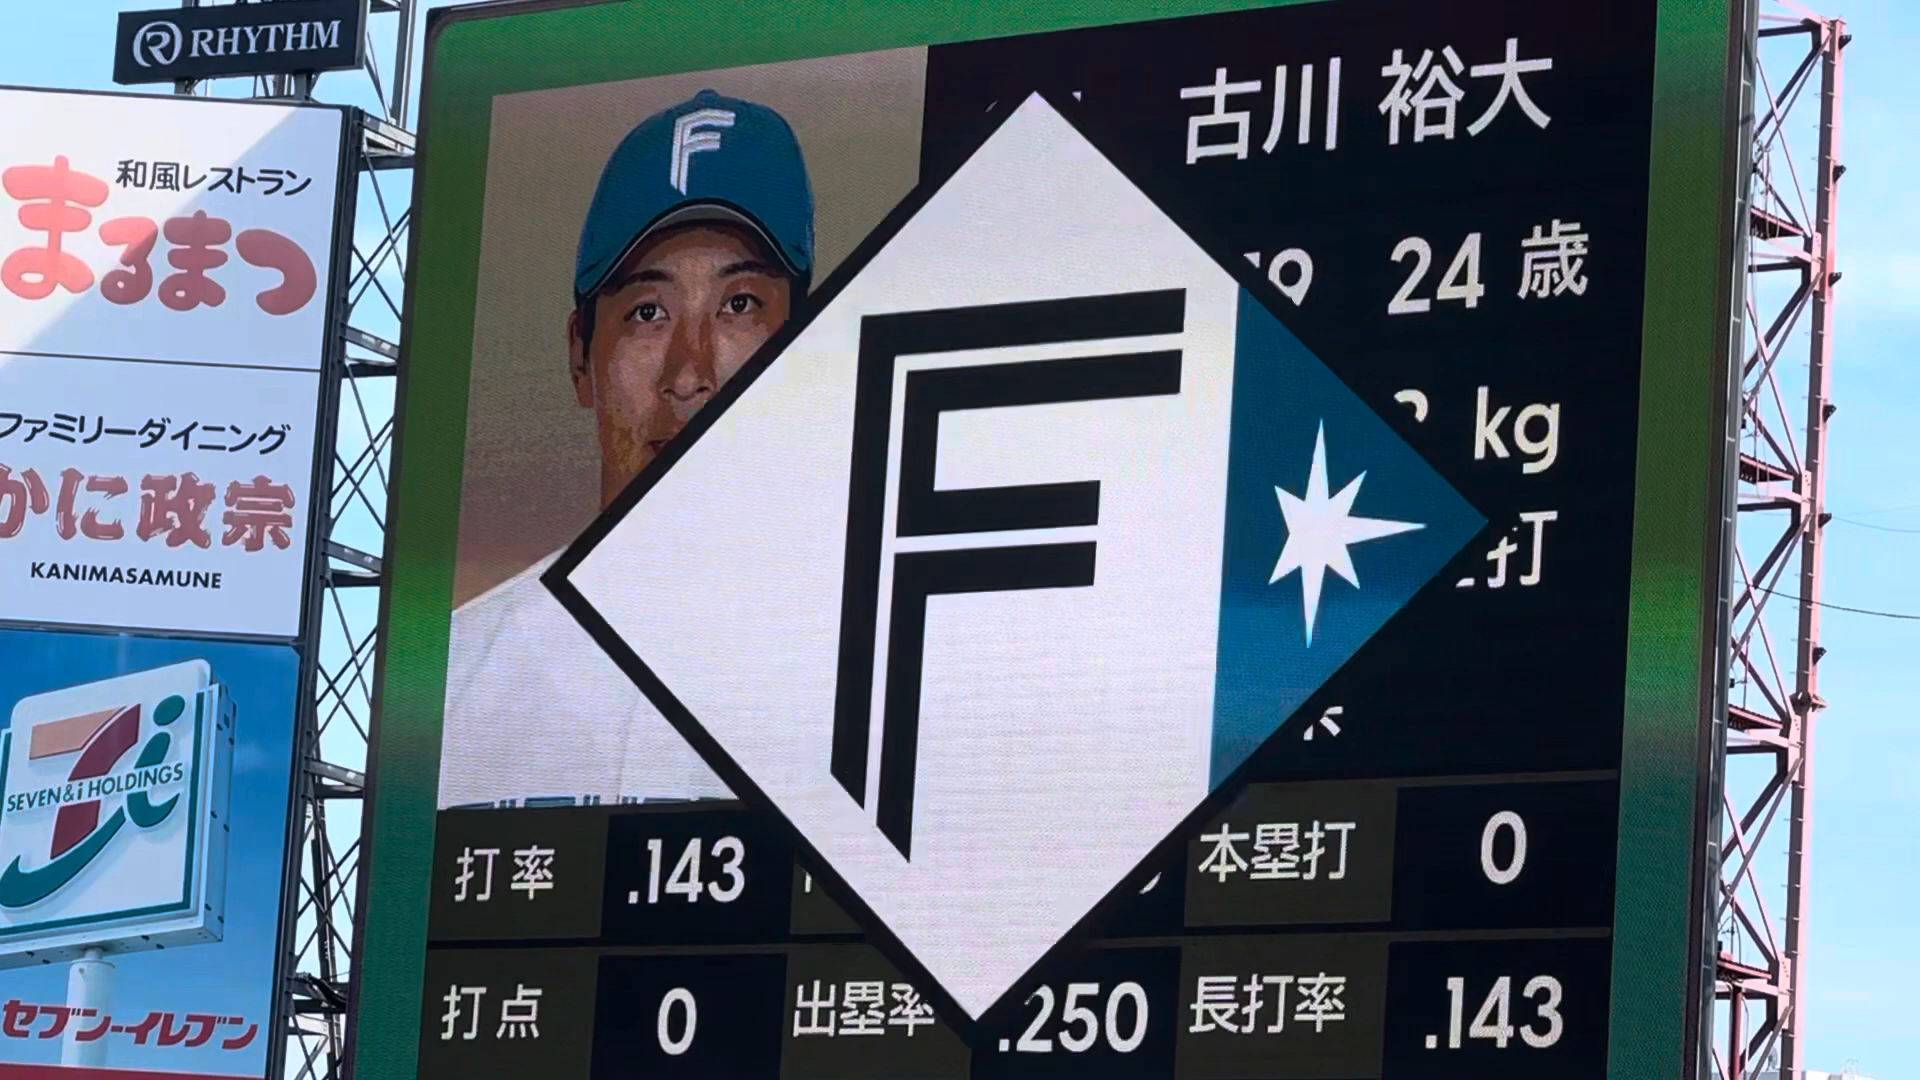 RHYTHM
和風レストラン
まるまつ
ファミリーダイニング
かに政宗
KANIMASAMUNE
SEVEN&i HOLDINGS
セブン-イレブン
古川 裕大
24 歳
kg
打
F
F
打率 .143
本塁打 0
打点 0 出塁率 .250 長打率 .143